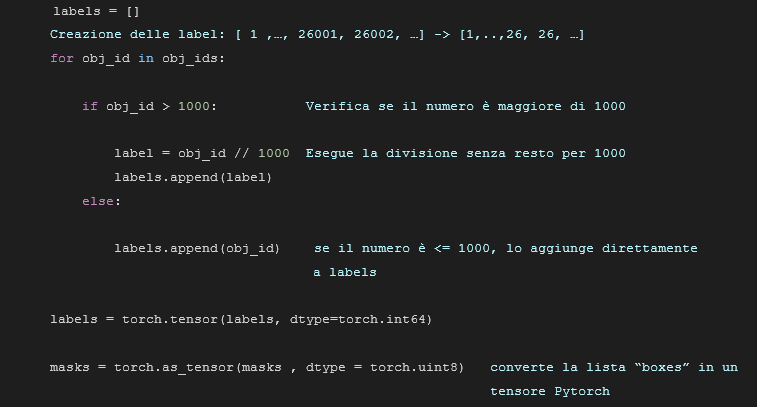 labels = []
Creazione delle label: [ 1 ,…, 26001, 26002, …] -> [1,..,26, 26, …]
for obj_id in obj_ids:
if obj_id > 1000: Verifica se il numero è maggiore di 1000
label = obj_id // 1000 Esegue la divisione senza resto per 1000
labels.append(label)
else:
labels.append(obj_id) se il numero è <= 1000, lo aggiunge direttamente
a labels
labels = torch.tensor(labels, dtype=torch.int64)
masks = torch.as_tensor(masks , dtype = torch.uint8) converte la lista “boxes” in un
tensore Pytorch